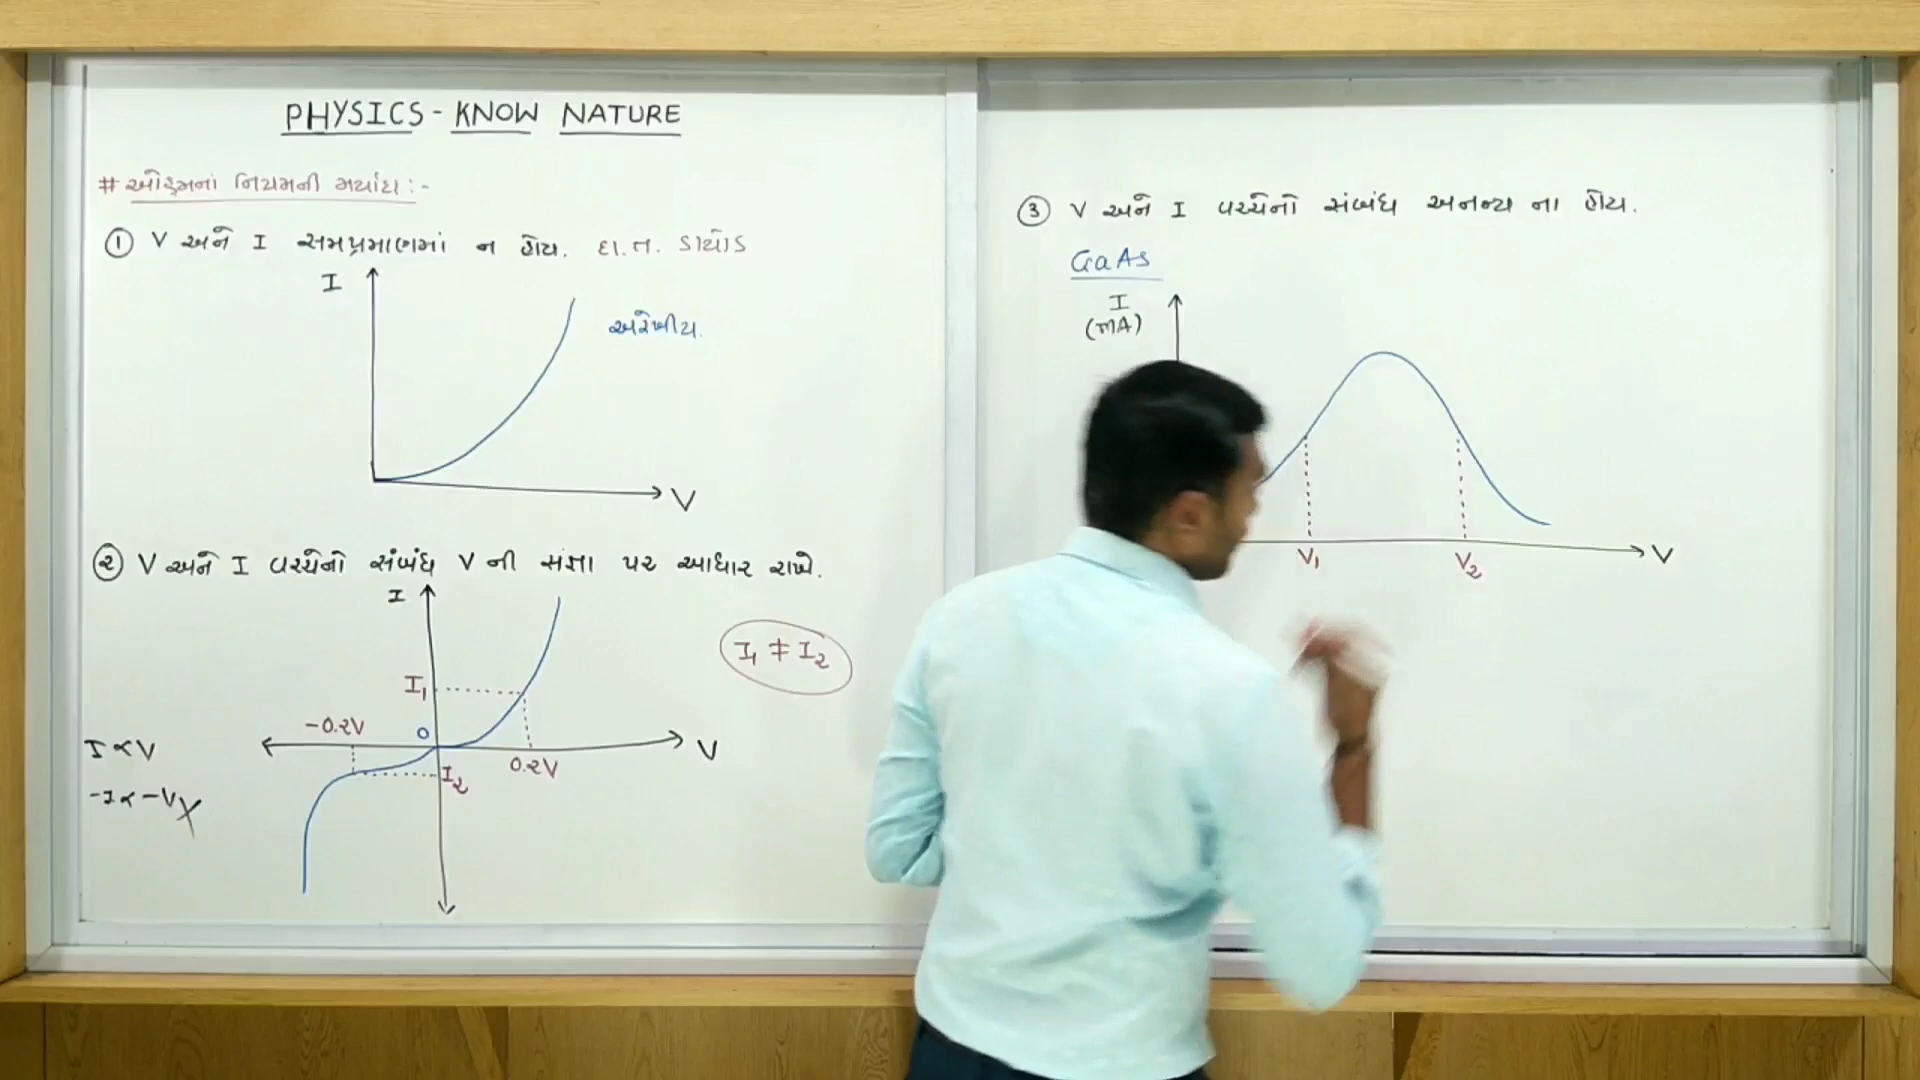 PHYSICS - KNOW NATURE
# ઓહ્મનાં નિયમની મર્યાદા :-
① V અને I સમપ્રમાણમાં ન હોય. દા.ત. ડાયોડ
I
અરેખીય.
V
② V અને I વચ્ચેનો સંબંધ V ની સંજ્ઞા પર આધાર રાખે.
I
I₁ ≠ I₂
I₁
-0.2V
0
I ∝ V
V
0.2V
I₂
-I ∝ -V X
③ V અને I વચ્ચેનો સંબંધ અનન્ય ના હોય.
GaAs
I
(mA)
V₁
V₂
V